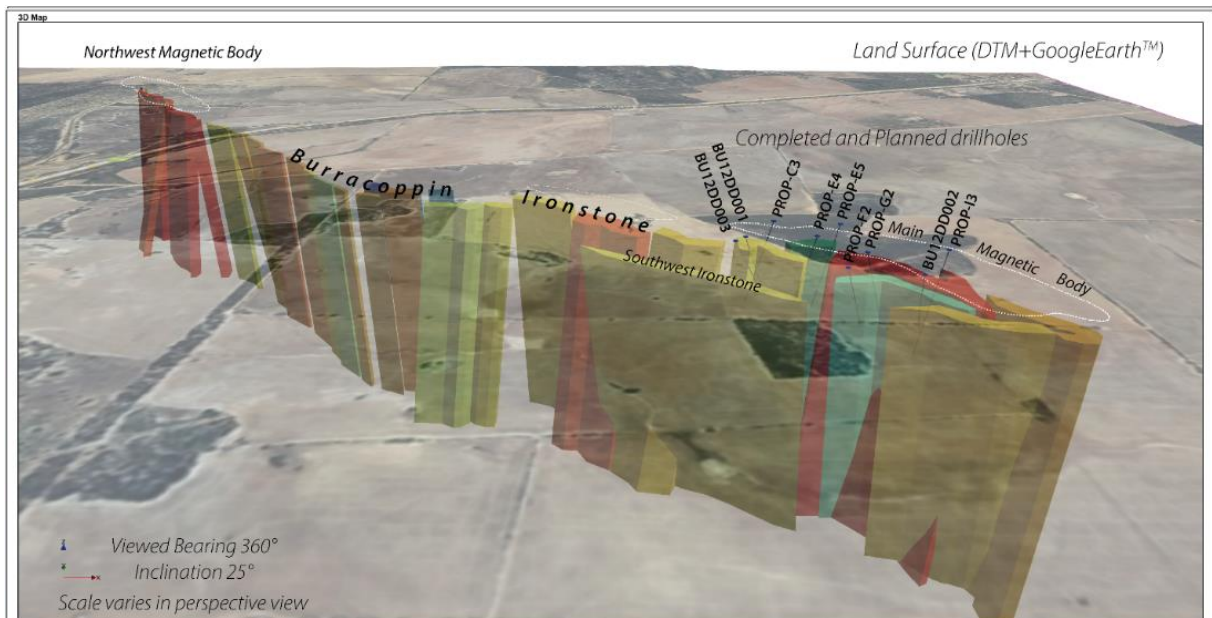 3D Map
Northwest Magnetic Body
Land Surface (DTM+GoogleEarth™)
Completed and Planned drillholes
Burracoppin
Ironstone
Southwest Ironstone
BU12DD003
BU12DD001
PROP-C3
PROP-E4
PROP-E5
PROP-E2
PROP-G2
BU12DD002
PROP-I3
Main Magnetic Body
Viewed Bearing 360°
Inclination 25°
X
Scale varies in perspective view